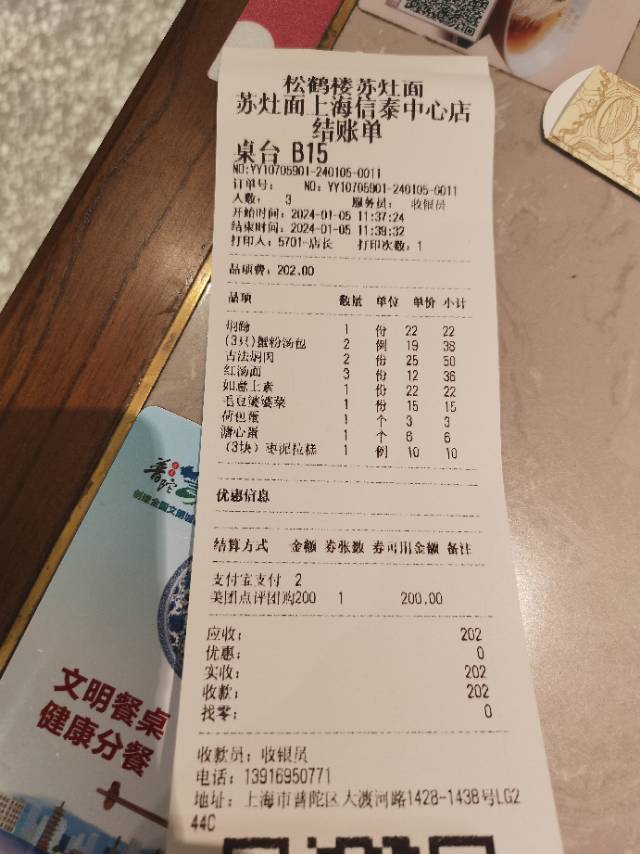 松鹤楼苏灶面
苏灶面上海信泰中心店
结账单
桌台 B15
NO:YY10705901-240105-0011
订单号: NO: YY10705901-240105-0011
人数: 3 服务员: 收银员
开始时间: 2024-01-05 11:37:24
结束时间: 2024-01-05 11:39:32
打印人: 5701-店长 打印次数: 1
品项费: 202.00
品项 数量 单位 单价 小计
焖蹄 1 份 22 22
(3只)蟹粉汤包 2 例 19 38
古法焖肉 2 份 25 50
红汤面 3 份 12 36
如意上素 1 份 22 22
毛豆婆婆菜 1 份 15 15
荷包蛋 1 个 3 3
溏心蛋 1 个 6 6
(3块) 枣泥拉糕 1 例 10 10
优惠信息
结算方式 金额 券张数 券可用金额 备注
支付宝支付 2
美团点评团购200 1 200.00
应收: 202
优惠: 0
实收: 202
收款: 202
找零: 0
收款员: 收银员
电话: 13916950771
地址: 上海市普陀区大渡河路1428-1438号LG2
44C
普陀
文明餐桌
健康分餐